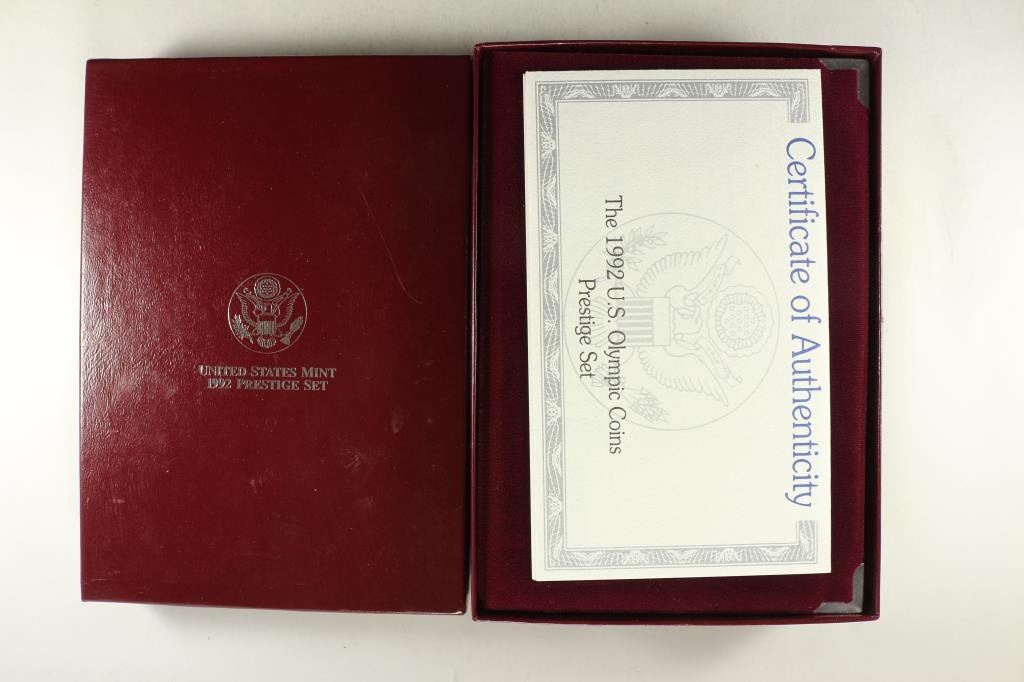 UNITED STATES MINT
1992 PRESTIGE SET
Certificate of Authenticity
The 1992 U.S. Olympic Coins
Prestige Set